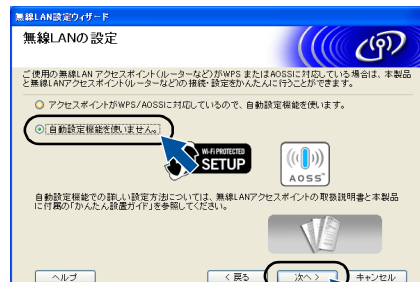 無線LAN設定ウィザード
無線LANの設定
ご使用の無線LAN アクセスポイント(ルーターなど)がWPS またはAOSSに対応している場合は、本製品
と無線LANアクセスポイント(ルーターなど)の接続・設定をかんたんに行うことができます。
アクセスポイントがWPS/AOSSに対応しているので、自動設定機能を使います。
自動設定機能を使いません。
Wi-Fi PROTECTED
SETUP
AOSS
自動設定機能での詳しい設定方法については、無線LANアクセスポイントの取扱説明書と本製品
に付属の「かんたん設置ガイド」を参照してください。
ヘルプ
< 戻る
次へ >
キャンセル